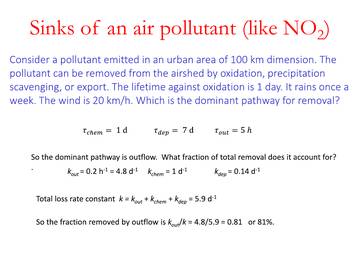 Sinks of an air pollutant (like NO₂)
Consider a pollutant emitted in an urban area of 100 km dimension. The
pollutant can be removed from the airshed by oxidation, precipitation
scavenging, or export. The lifetime against oxidation is 1 day. It rains once a
week. The wind is 20 km/h. Which is the dominant pathway for removal?
τchem = 1 d τdep = 7 d τout = 5 h
So the dominant pathway is outflow. What fraction of total removal does it account for?
.
kout = 0.2 h⁻¹ = 4.8 d⁻¹ kchem = 1 d⁻¹ kdep = 0.14 d⁻¹
Total loss rate constant k = kout + kchem + kdep = 5.9 d⁻¹
So the fraction removed by outflow is kout/k = 4.8/5.9 = 0.81 or 81%.